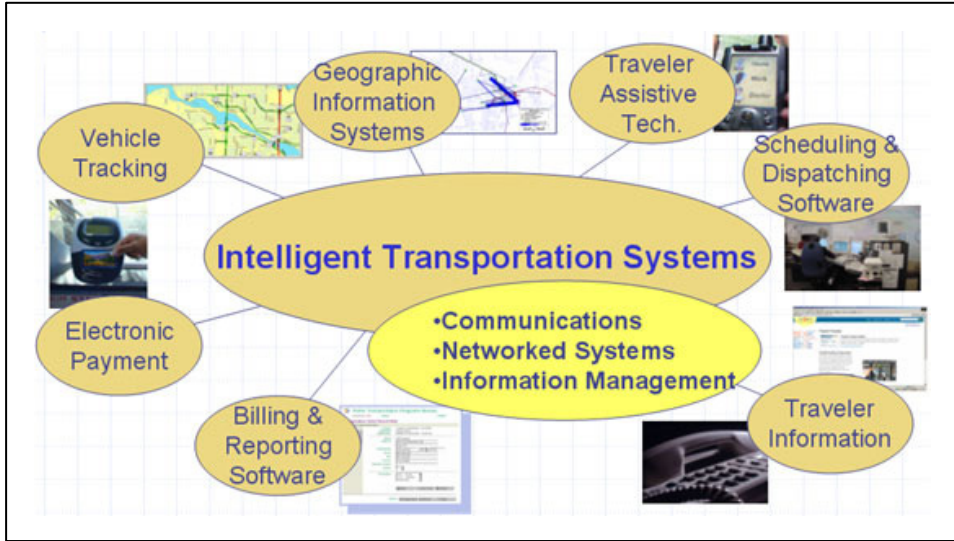 Geographic
Information
Systems
Traveler
Assistive
Tech.
Vehicle
Tracking
Scheduling &
Dispatching
Software
Intelligent Transportation Systems
•Communications
•Networked Systems
•Information Management
Electronic
Payment
Billing &
Reporting
Software
Traveler
Information